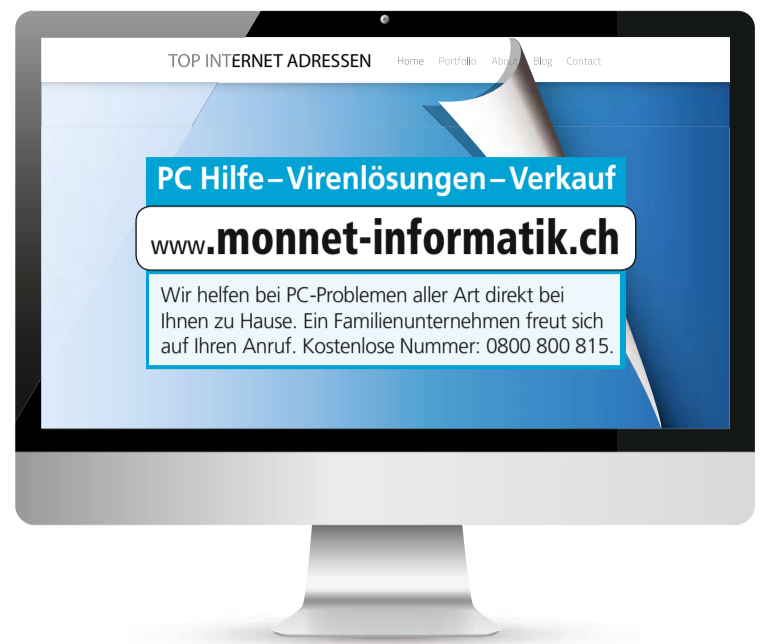 TOP INTERNET ADRESSEN Home Portfolio About Blog Contact
PC Hilfe–Virenlösungen–Verkauf
www.monnet-informatik.ch
Wir helfen bei PC-Problemen aller Art direkt bei
Ihnen zu Hause. Ein Familienunternehmen freut sich
auf Ihren Anruf. Kostenlose Nummer: 0800 800 815.